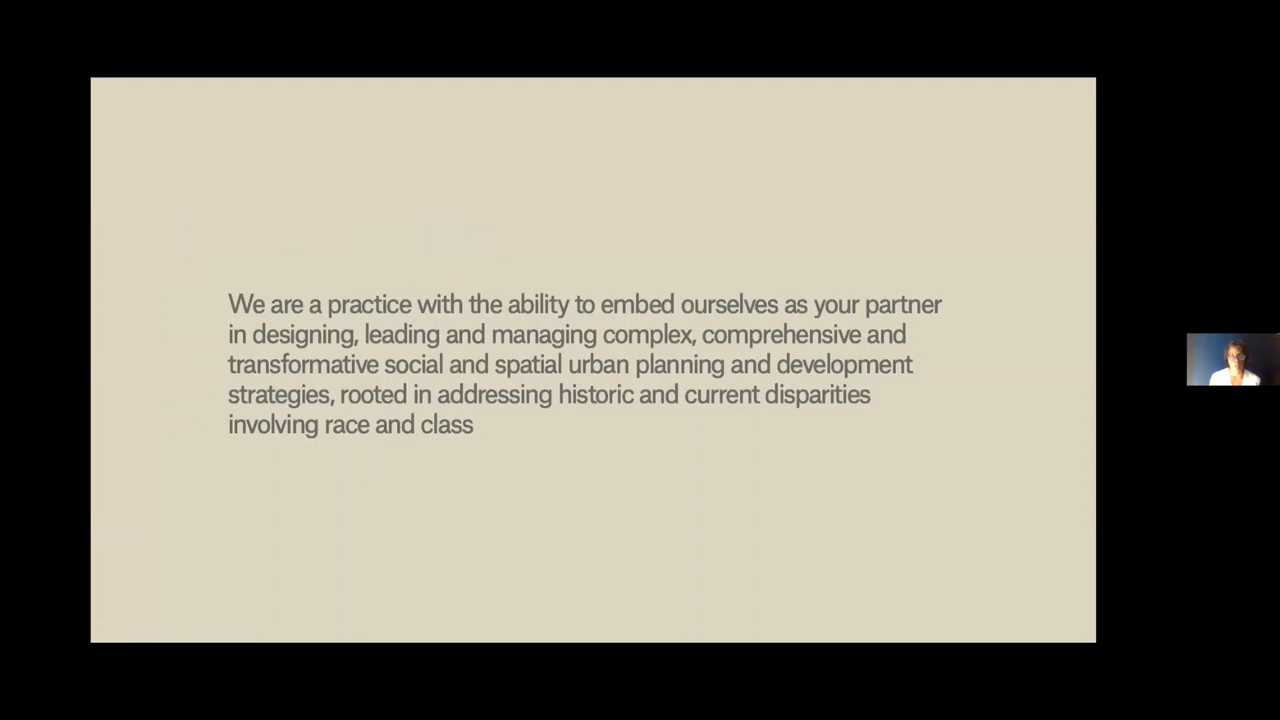 We are a practice with the ability to embed ourselves as your partner
in designing, leading and managing complex, comprehensive and
transformative social and spatial urban planning and development
strategies, rooted in addressing historic and current disparities
involving race and class